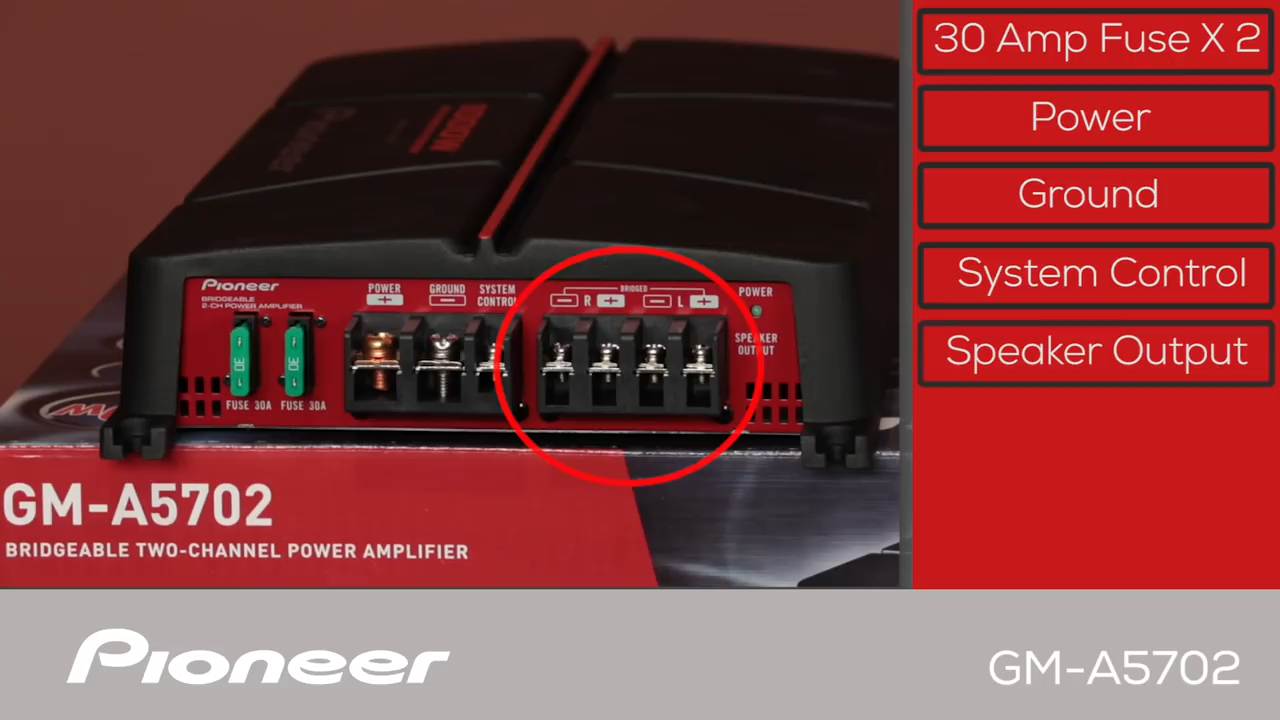 30 Amp Fuse X 2
Power
Ground
System Control
Speaker Output
Pioneer
1000W
Pioneer
BRIDGEABLE
2-CH POWER AMPLIFIER
POWER
+
GROUND
−
SYSTEM
CONTROL
BRIDGED
− R + − L +
POWER
SPEAKER
OUTPUT
FUSE 30A FUSE 30A
GM-A5702
BRIDGEABLE TWO-CHANNEL POWER AMPLIFIER
Pioneer
GM-A5702